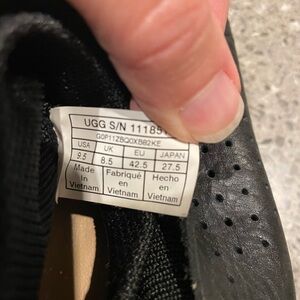 UGG S/N 11185
G0P11ZBQ0XBB2KE
USA UK EU JAPAN
9.5 8.5 42.5 27.5
Made Fabriqué Hecho
in en en
Vietnam Vietnam Vietnam